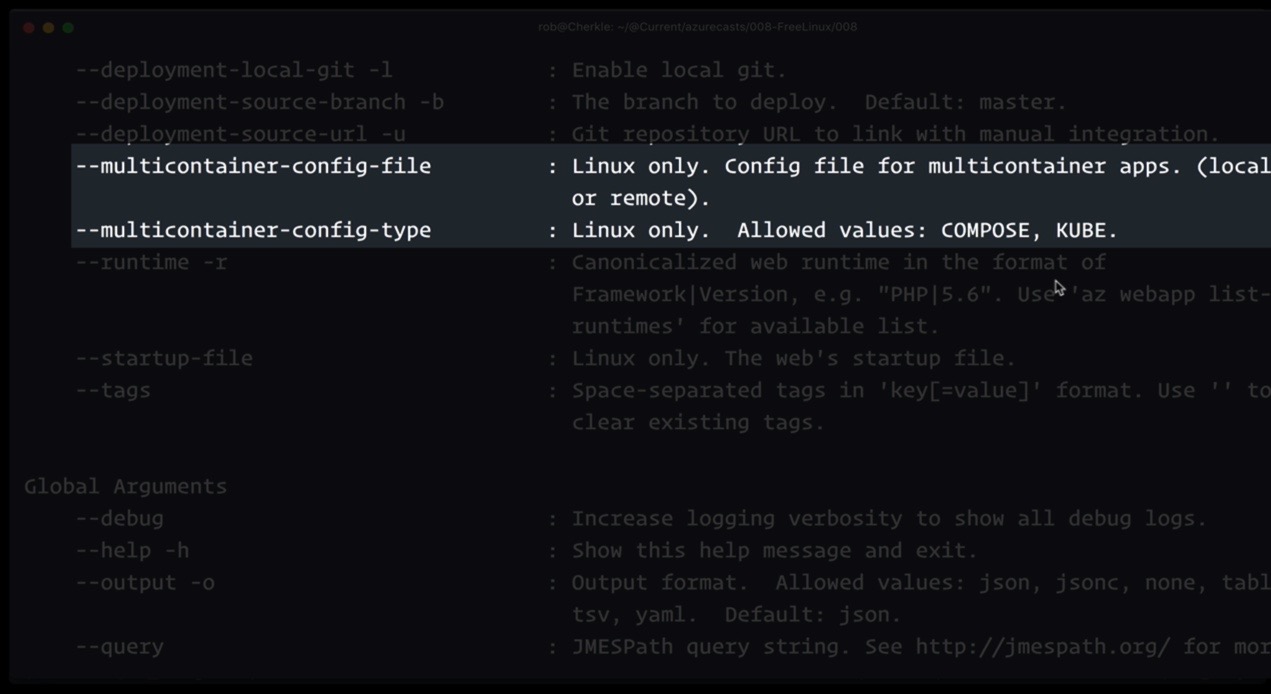 rob@Cherkle: ~/@Current/azurecasts/008-FreeLinux/008
--deployment-local-git -l : Enable local git.
--deployment-source-branch -b : The branch to deploy.  Default: master.
--deployment-source-url -u : Git repository URL to link with manual integration.
--multicontainer-config-file : Linux only. Config file for multicontainer apps. (local
or remote).
--multicontainer-config-type : Linux only.  Allowed values: COMPOSE, KUBE.
--runtime -r : Canonicalized web runtime in the format of
Framework|Version, e.g. "PHP|5.6". Use 'az webapp list-
runtimes' for available list.
--startup-file : Linux only. The web's startup file.
--tags : Space-separated tags in 'key[=value]' format. Use '' to
clear existing tags.
Global Arguments
--debug : Increase logging verbosity to show all debug logs.
--help -h : Show this help message and exit.
--output -o : Output format.  Allowed values: json, jsonc, none, tabl
tsv, yaml.  Default: json.
--query : JMESPath query string. See http://jmespath.org/ for mor